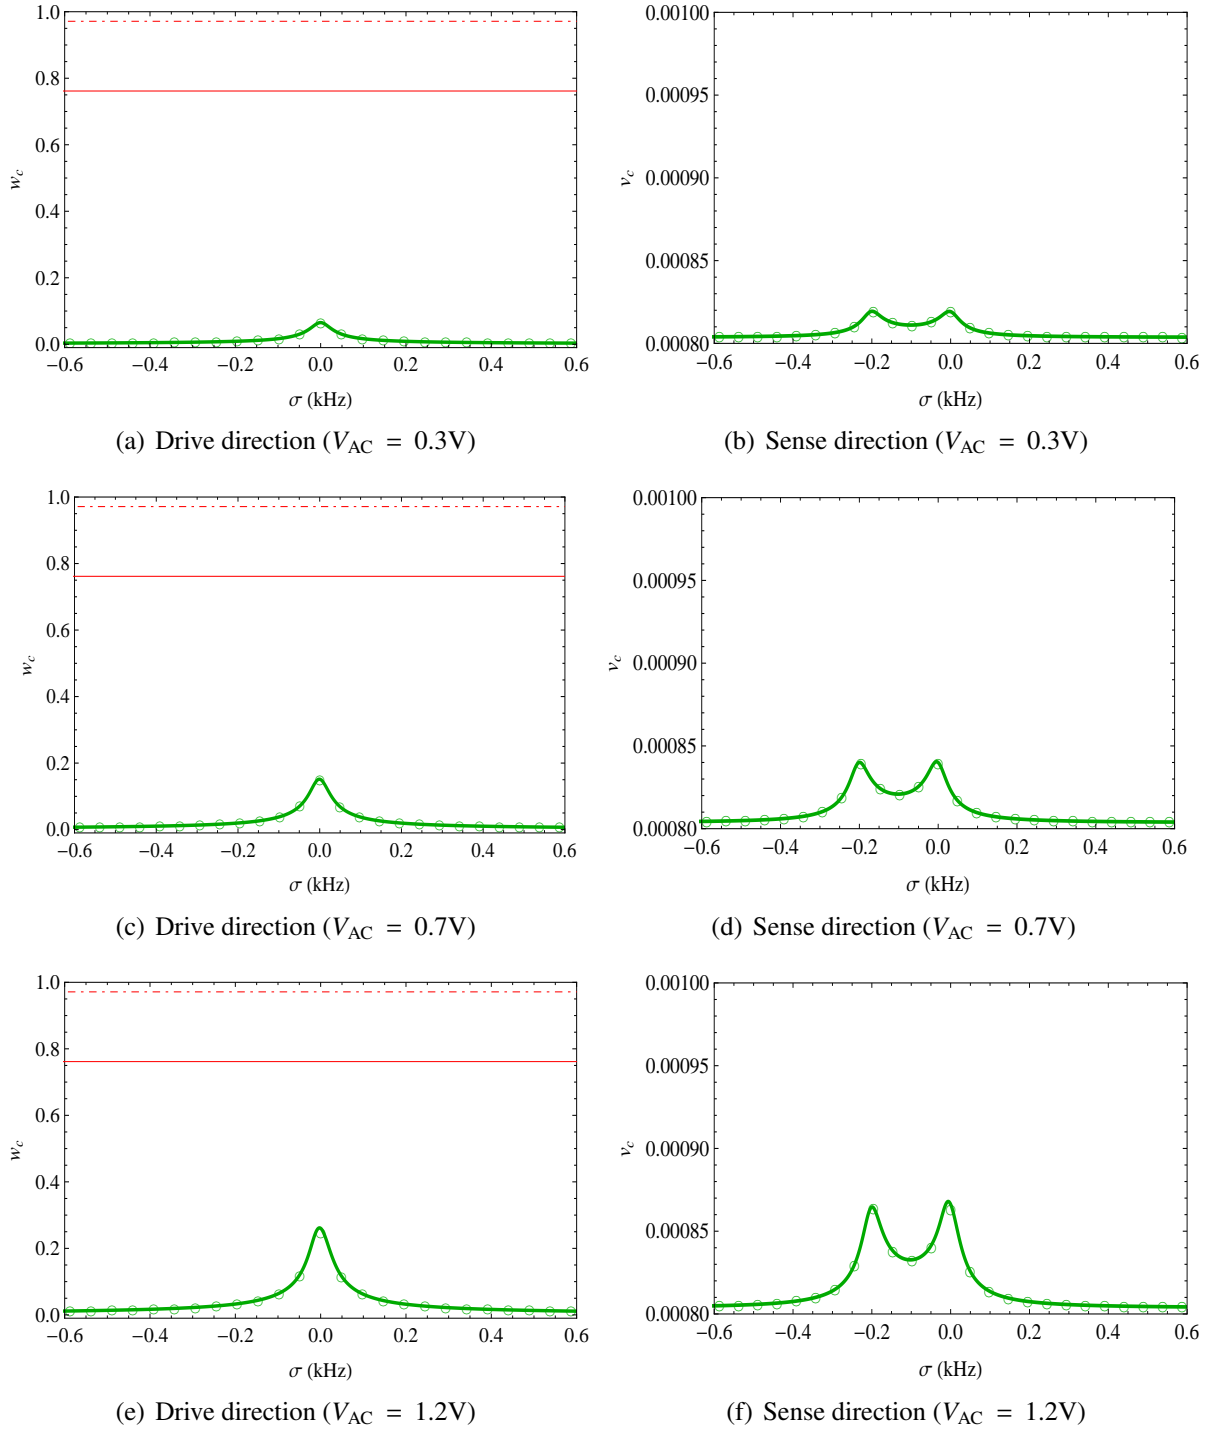 1.0
0.8
0.6
0.4
0.2
0.0
w_c
−0.6 −0.4 −0.2 0.0 0.2 0.4 0.6
σ (kHz)
(a) Drive direction (V_AC = 0.3V)
0.00100
0.00095
0.00090
0.00085
0.00080
v_c
−0.6 −0.4 −0.2 0.0 0.2 0.4 0.6
σ (kHz)
(b) Sense direction (V_AC = 0.3V)
1.0
0.8
0.6
0.4
0.2
0.0
w_c
−0.6 −0.4 −0.2 0.0 0.2 0.4 0.6
σ (kHz)
(c) Drive direction (V_AC = 0.7V)
0.00100
0.00095
0.00090
0.00085
0.00080
v_c
−0.6 −0.4 −0.2 0.0 0.2 0.4 0.6
σ (kHz)
(d) Sense direction (V_AC = 0.7V)
1.0
0.8
0.6
0.4
0.2
0.0
w_c
−0.6 −0.4 −0.2 0.0 0.2 0.4 0.6
σ (kHz)
(e) Drive direction (V_AC = 1.2V)
0.00100
0.00095
0.00090
0.00085
0.00080
v_c
−0.6 −0.4 −0.2 0.0 0.2 0.4 0.6
σ (kHz)
(f) Sense direction (V_AC = 1.2V)